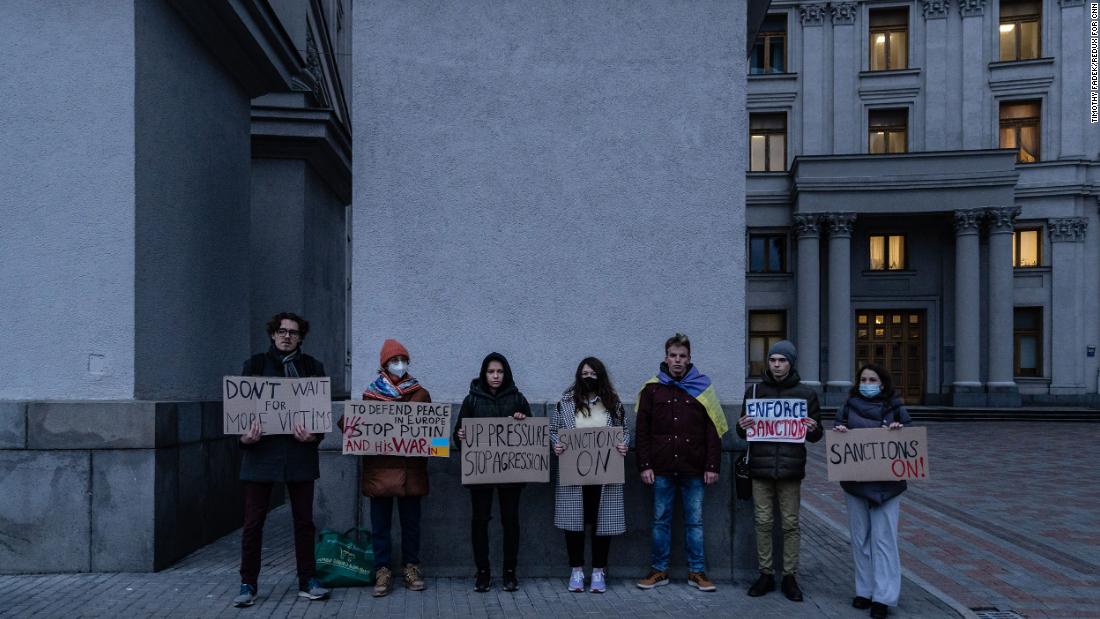 TIMOTHY FADEK/REDUX FOR CNN
DON'T WAIT
FOR
MORE VICTIMS
TO DEFEND PEACE
IN EUROPE
STOP PUTIN
AND HIS WAR IN
UP PRESSURE
STOP AGRESSION
SANCTIONS
ON
ENFORCE
SANCTIONS
SANCTIONS
ON!